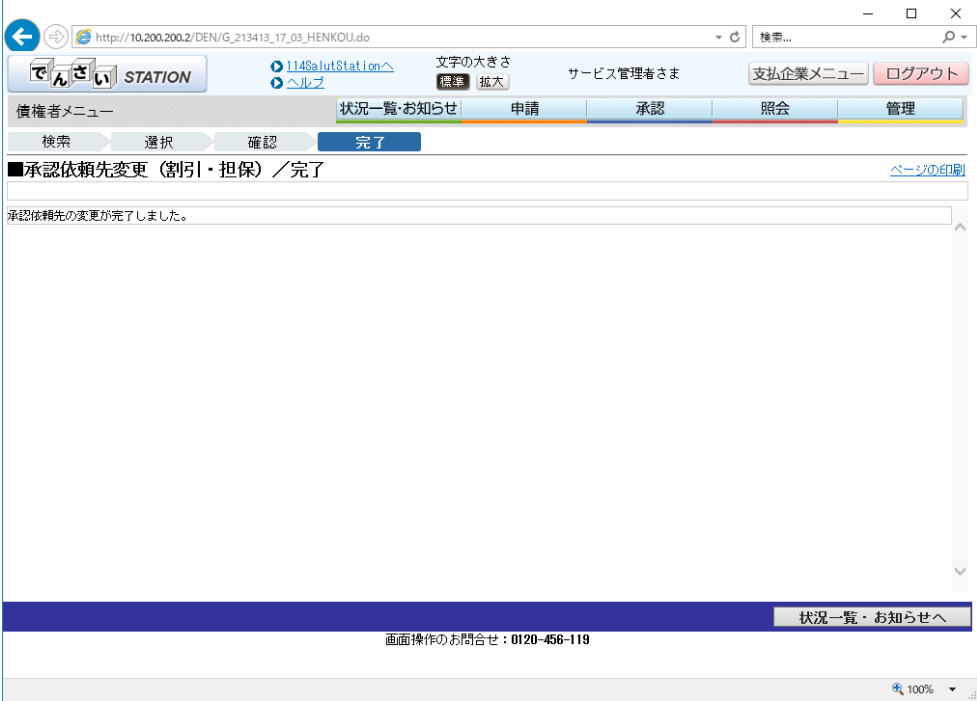 http://10.200.200.2/DEN/G_213413_17_03_HENKOU.do
検索...
でんさい STATION
114SalutStationへ
ヘルプ
文字の大きさ
標準 拡大
サービス管理者さま
支払企業メニュー
ログアウト
債権者メニュー
状況一覧・お知らせ 申請 承認 照会 管理
検索 選択 確認 完了
■承認依頼先変更（割引・担保）／完了
ページの印刷
承認依頼先の変更が完了しました。
状況一覧・お知らせへ
画面操作のお問合せ：0120-456-119
100%